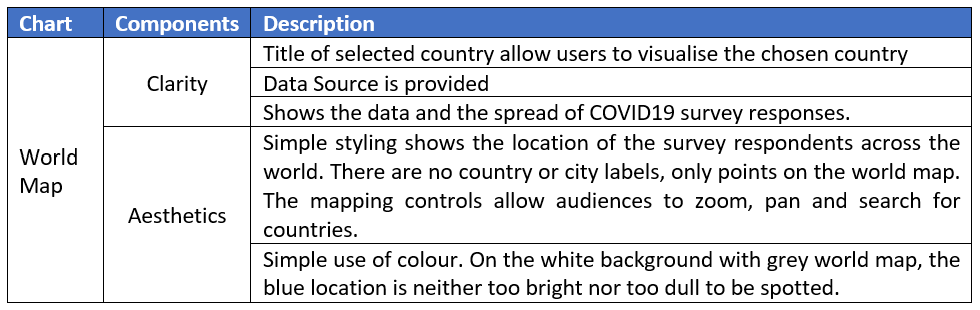 Chart Components Description
Title of selected country allow users to visualise the chosen country
Clarity
Data Source is provided
Shows the data and the spread of COVID19 survey responses.
World
Map
Aesthetics
Simple styling shows the location of the survey respondents across the
world. There are no country or city labels, only points on the world map.
The mapping controls allow audiences to zoom, pan and search for
countries.
Simple use of colour. On the white background with grey world map, the
blue location is neither too bright nor too dull to be spotted.